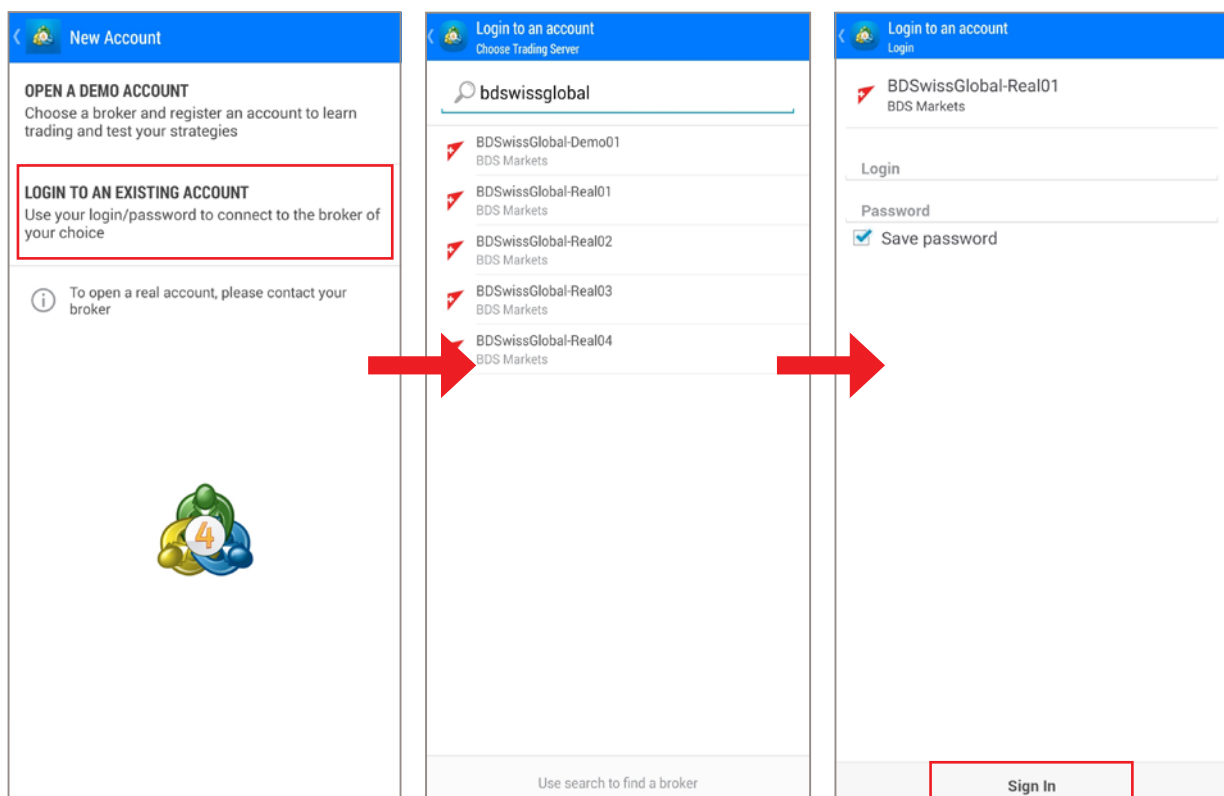 New Account
OPEN A DEMO ACCOUNT
Choose a broker and register an account to learn
trading and test your strategies
LOGIN TO AN EXISTING ACCOUNT
Use your login/password to connect to the broker of
your choice
To open a real account, please contact your
broker
4
Login to an account
Choose Trading Server
bdswissglobal
BDSwissGlobal-Demo01
BDS Markets
BDSwissGlobal-Real01
BDS Markets
BDSwissGlobal-Real02
BDS Markets
BDSwissGlobal-Real03
BDS Markets
BDSwissGlobal-Real04
BDS Markets
Use search to find a broker
Login to an account
Login
BDSwissGlobal-Real01
BDS Markets
Login
Password
Save password
Sign In